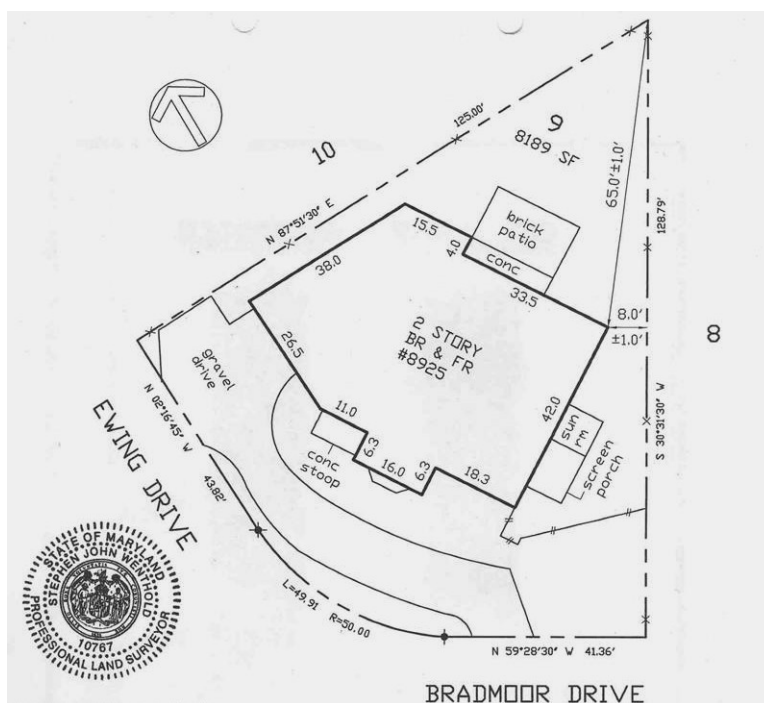 10
125.00'
9
8189 SF
N 87°51'30" E
65.0'±1.0'
128.79'
15.5
4.0
brick
patio
conc
33.5
38.0
8.0'
±1.0'
8
2 STORY
BR & FR
#8925
26.5
gravel
drive
N 02°16'45" W
EWING DRIVE
43.82'
11.0
6.3
conc
stoop
16.0
6.3
18.3
42.0
sun
rm
screen
porch
S 30°31'30" W
L=49.91
R=50.00
N 59°28'30" W 41.36'
BRADMOOR DRIVE
STATE OF MARYLAND
STEPHEN JOHN WENTHOLD
10767
PROFESSIONAL LAND SURVEYOR